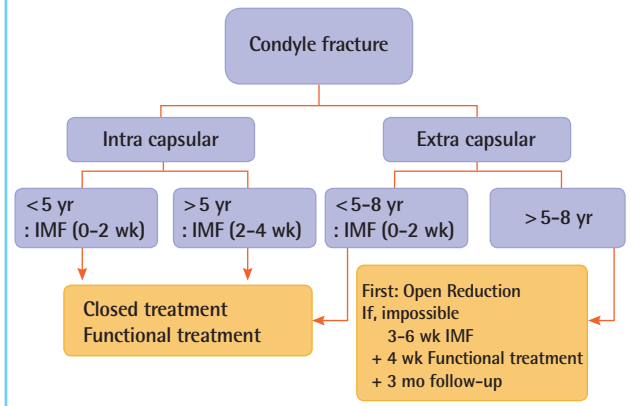 Condyle fracture
Intra capsular
Extra capsular
<5 yr
: IMF (0-2 wk)
>5 yr
: IMF (2-4 wk)
<5-8 yr
: IMF (0-2 wk)
>5-8 yr
Closed treatment
Functional treatment
First: Open Reduction
If, impossible
3-6 wk IMF
+ 4 wk Functional treatment
+ 3 mo follow-up